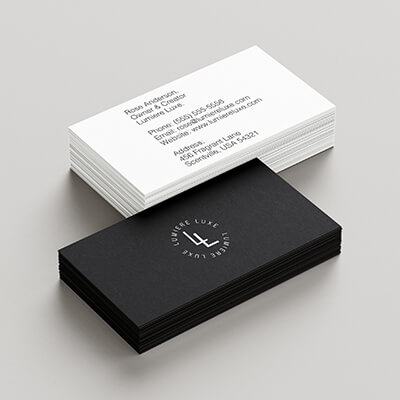 Rose Anderson.
Owner & Creator
Lumiere Luxe.
Phone: (555) 555-5556
Email: rose@lumiereluxe.com
Website: www.lumiereluxe.com
Address:
456 Fragrant Lane
Scentville, USA 54321
LUMIERE LUXE LUMIERE LUXE
LL